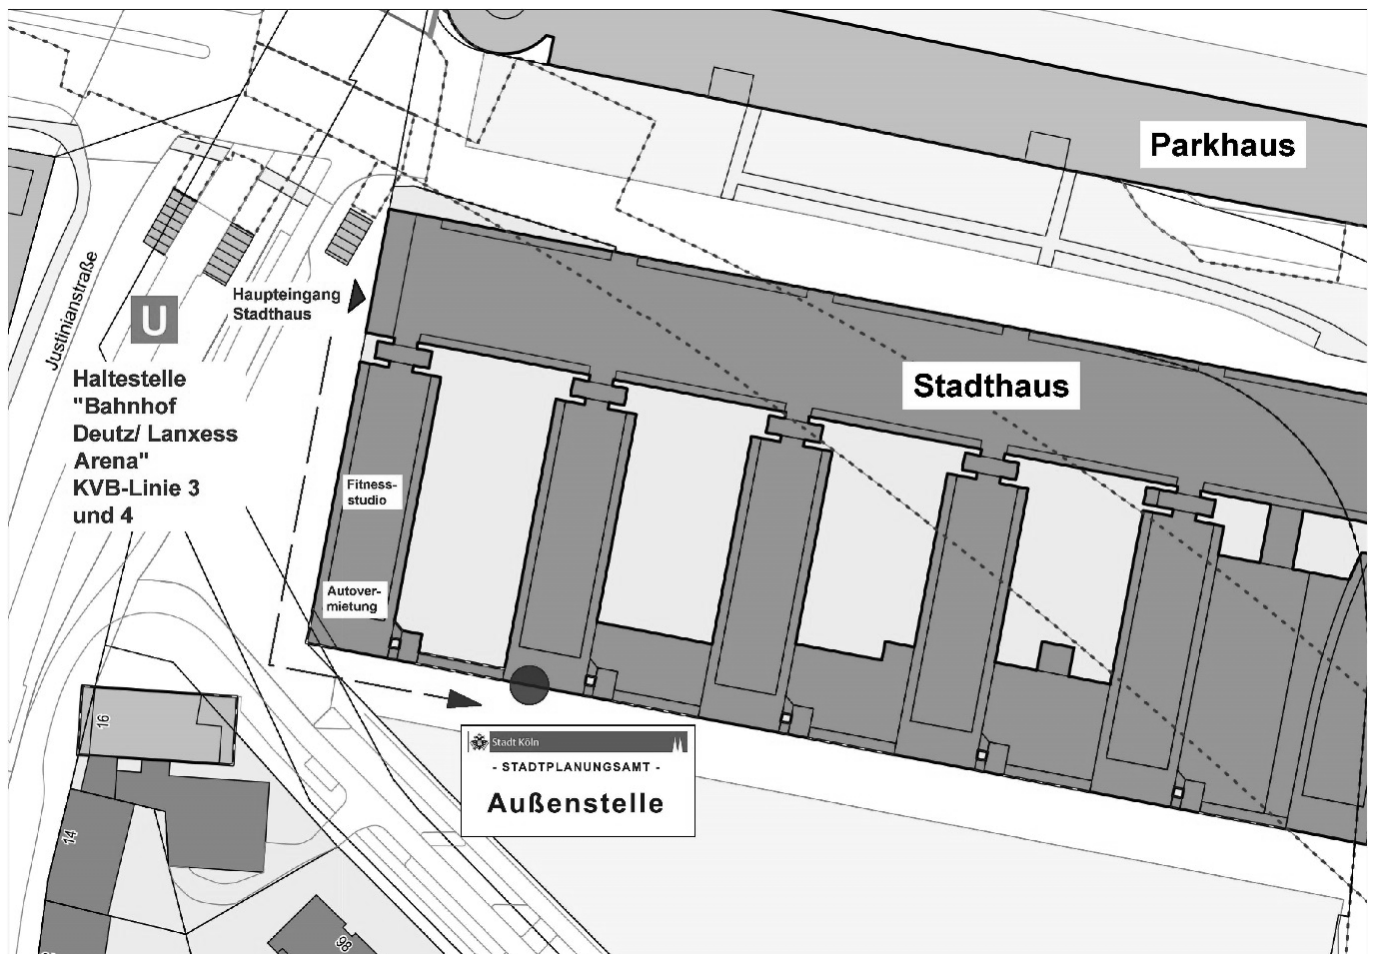 Parkhaus
Justinianstraße
U
Haupteingang
Stadthaus
Haltestelle
"Bahnhof
Deutz/ Lanxess
Arena"
KVB-Linie 3
und 4
Stadthaus
Fitness-
studio
Autover-
mietung
16
14
98
Stadt Köln
- STADTPLANUNGSAMT -
Außenstelle